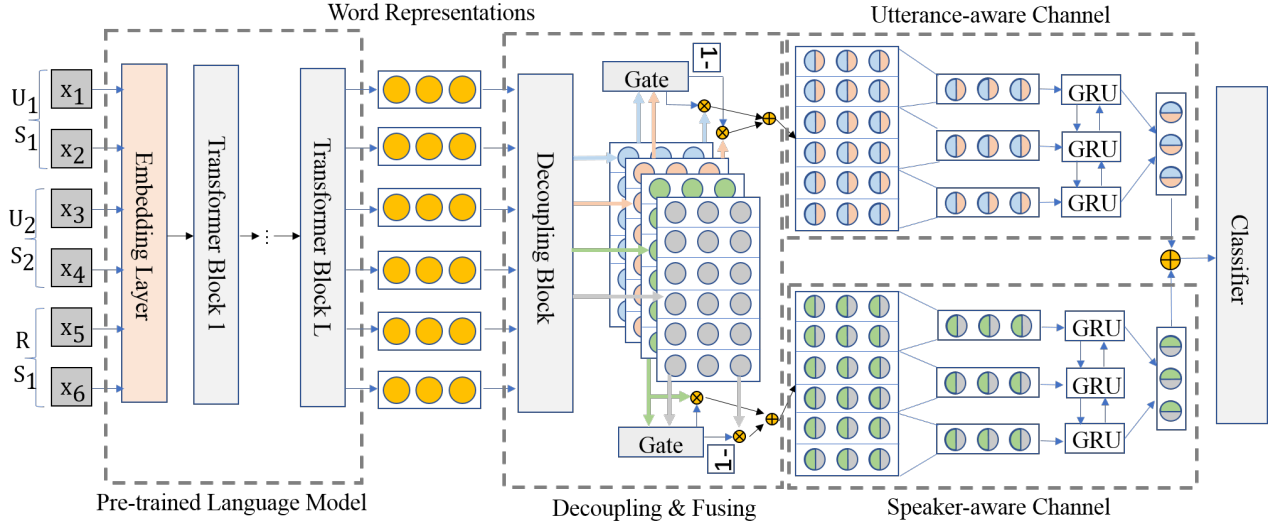 Word Representations
Utterance-aware Channel
U1
S1
U2
S2
R
S1
x1
x2
x3
x4
x5
x6
Embedding Layer
Transformer Block 1
...
Transformer Block L
Decoupling Block
Gate
1-
Gate
1-
GRU
GRU
GRU
GRU
GRU
GRU
Classifier
Pre-trained Language Model
Decoupling & Fusing
Speaker-aware Channel